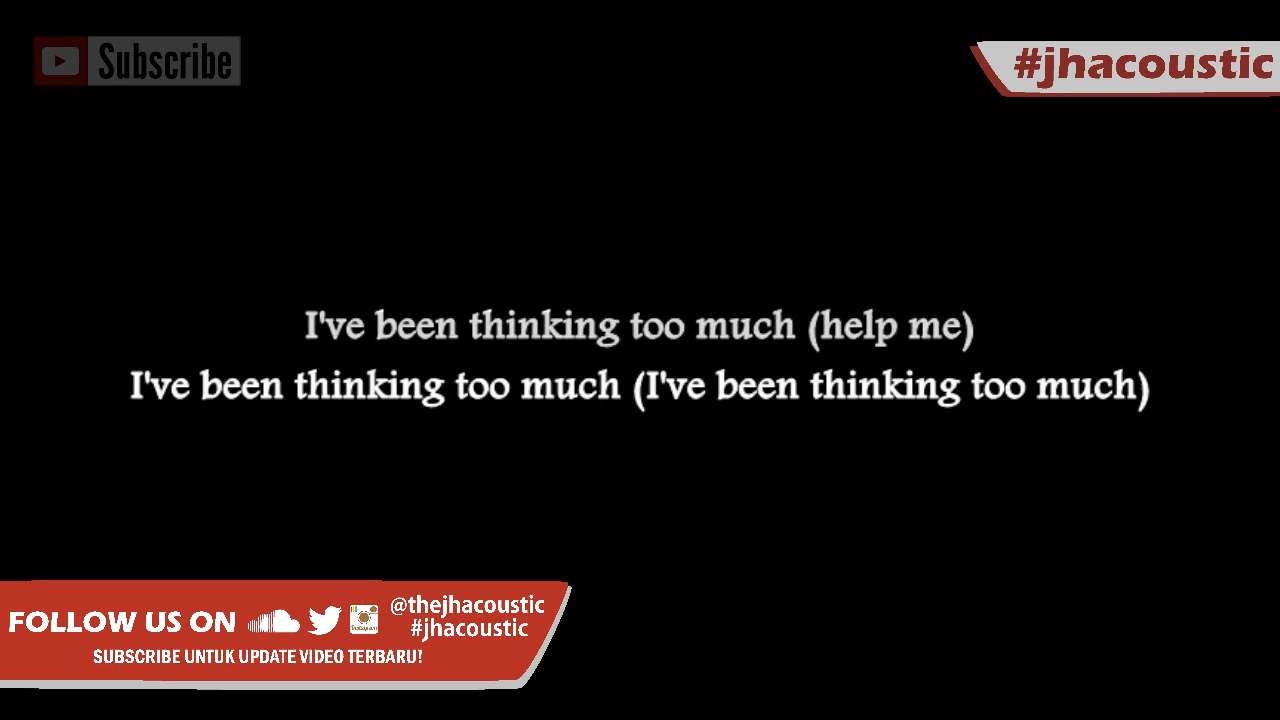 Subscribe
#jhacoustic
I've been thinking too much (help me)
I've been thinking too much (I've been thinking too much)
FOLLOW US ON
@thejhacoustic
#jhacoustic
Instagram
SUBSCRIBE UNTUK UPDATE VIDEO TERBARU!